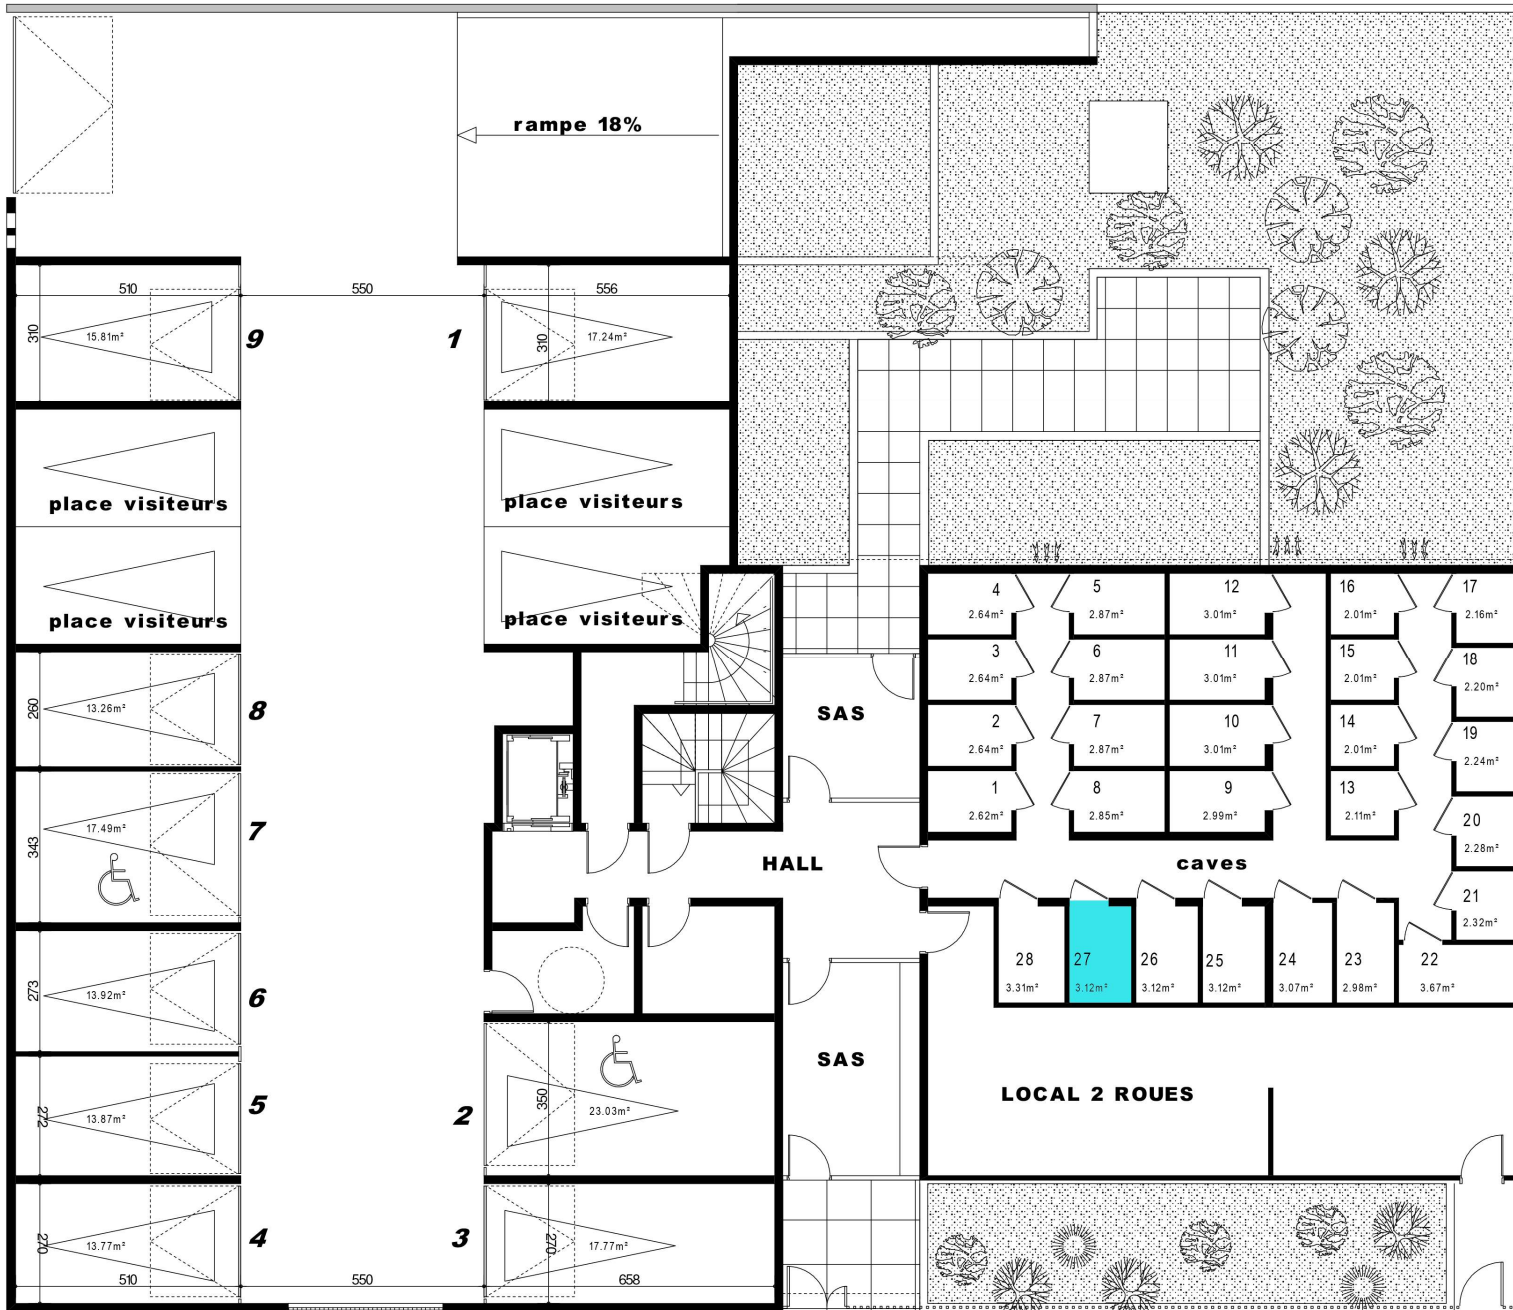 rampe 18%
510
550
556
310
15.81m²
9
1
310
17.24m²
place visiteurs
place visiteurs
place visiteurs
place visiteurs
260
13.26m²
8
343
17.49m²
7
273
13.92m²
6
272
13.87m²
5
270
13.77m²
4
510
550
2
350
23.03m²
3
270
17.77m²
658
SAS
HALL
SAS
4
2.64m²
5
2.87m²
12
3.01m²
16
2.01m²
17
2.16m²
3
2.64m²
6
2.87m²
11
3.01m²
15
2.01m²
18
2.20m²
2
2.64m²
7
2.87m²
10
3.01m²
14
2.01m²
19
2.24m²
1
2.62m²
8
2.85m²
9
2.99m²
13
2.11m²
20
2.28m²
caves
21
2.32m²
28
3.31m²
27
3.12m²
26
3.12m²
25
3.12m²
24
3.07m²
23
2.98m²
22
3.67m²
LOCAL 2 ROUES